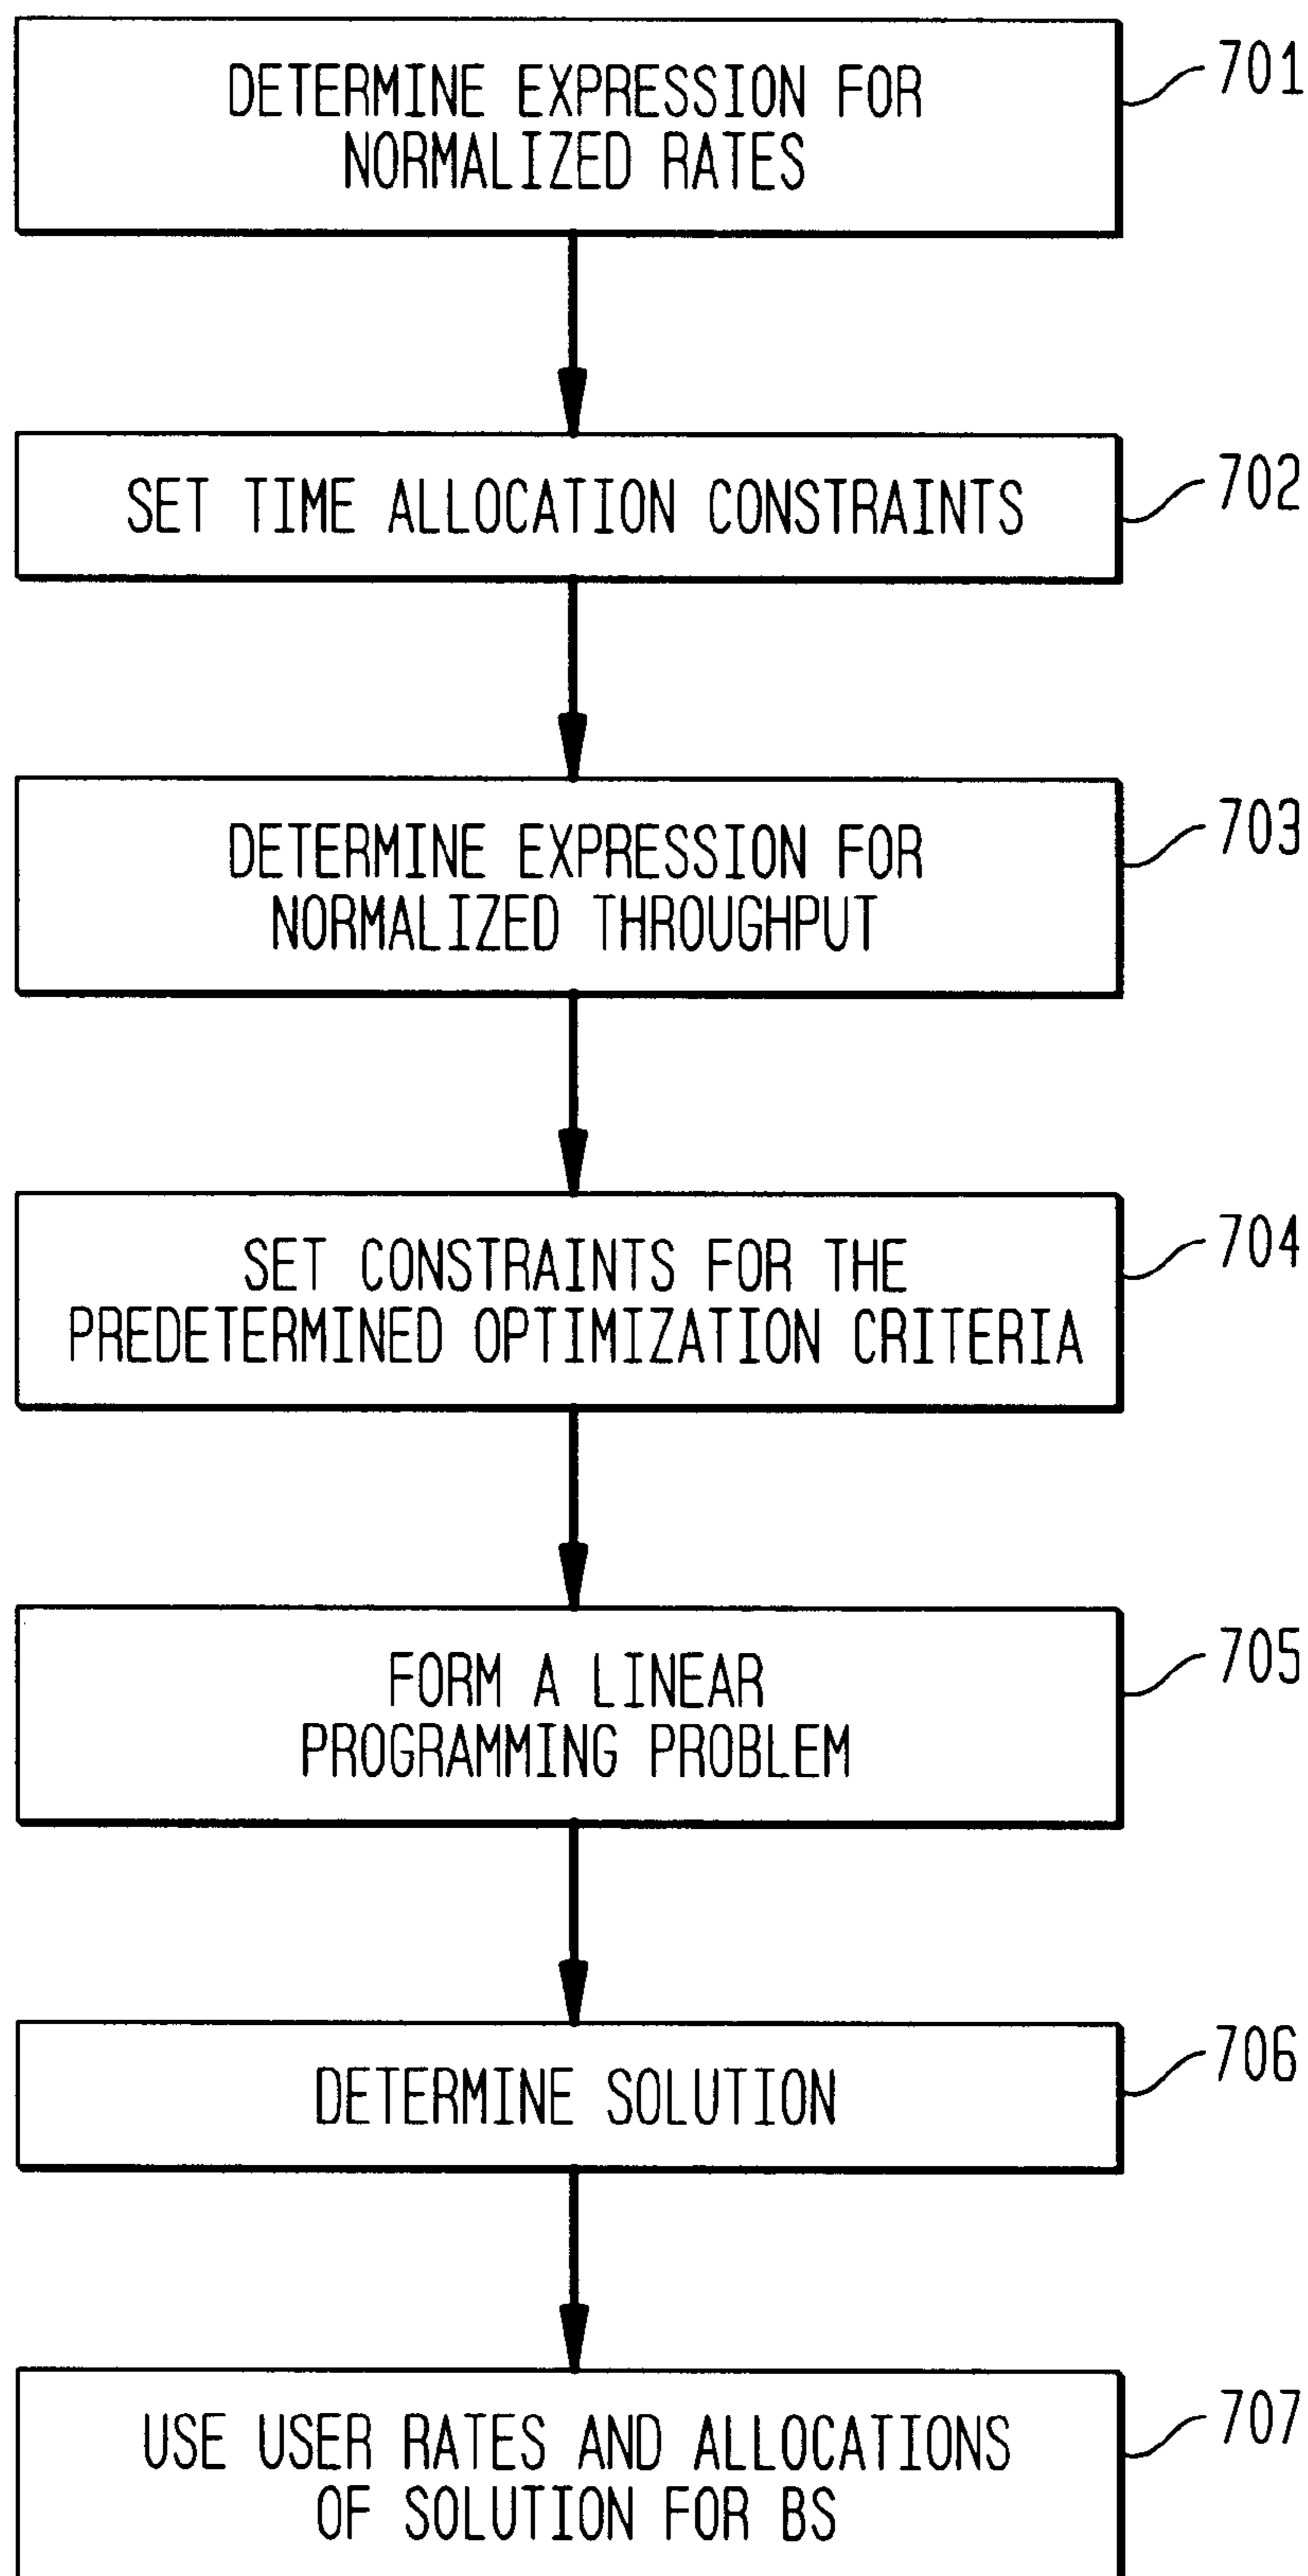 DETERMINE EXPRESSION FOR
NORMALIZED RATES
701
SET TIME ALLOCATION CONSTRAINTS
702
DETERMINE EXPRESSION FOR
NORMALIZED THROUGHPUT
703
SET CONSTRAINTS FOR THE
PREDETERMINED OPTIMIZATION CRITERIA
704
FORM A LINEAR
PROGRAMMING PROBLEM
705
DETERMINE SOLUTION
706
USE USER RATES AND ALLOCATIONS
OF SOLUTION FOR BS
707